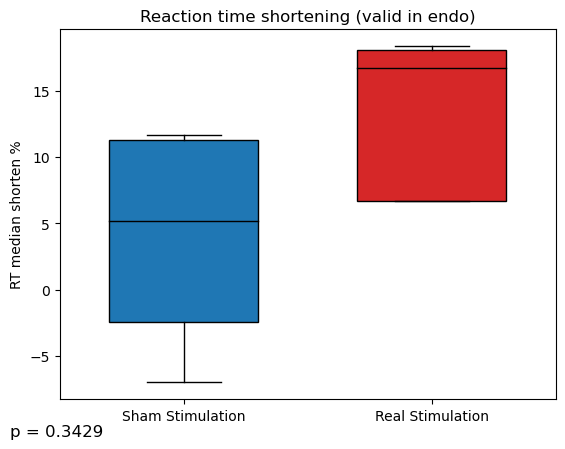 Reaction time shortening (valid in endo)
RT median shorten %
15
10
5
0
−5
Sham Stimulation
Real Stimulation
p = 0.3429